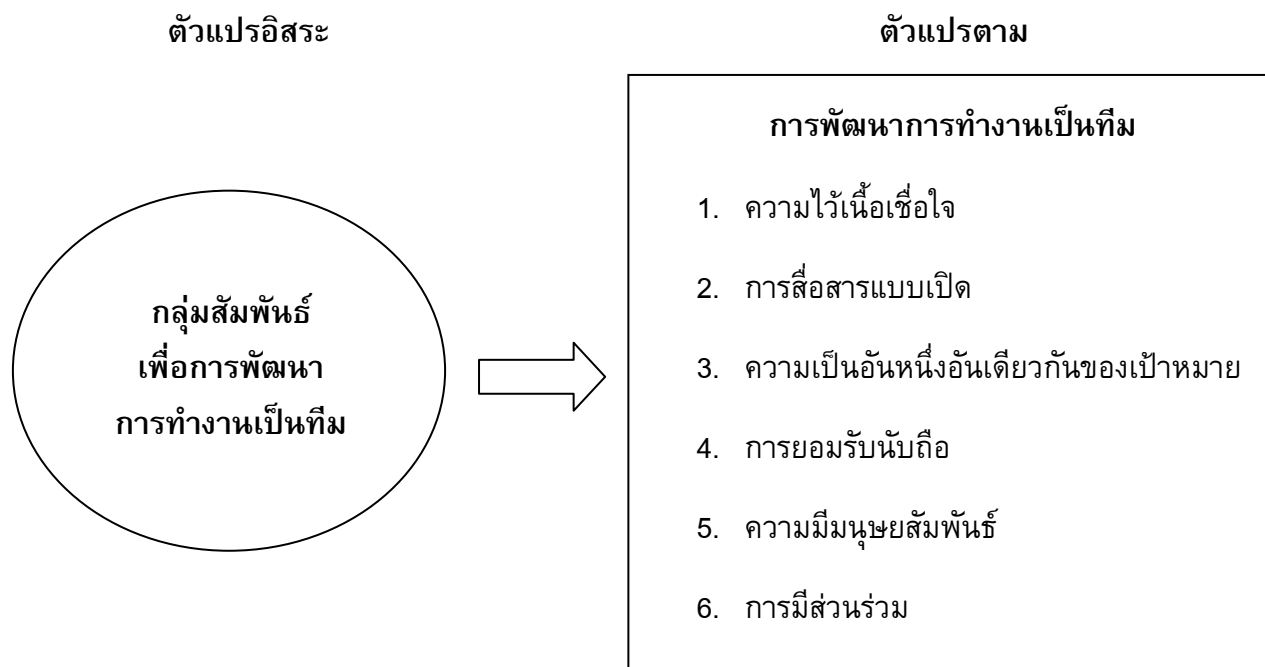 ตัวแปรอิสระ
ตัวแปรตาม
กลุ่มสัมพันธ์
เพื่อการพัฒนา
การทำงานเป็นทีม
การพัฒนาการทำงานเป็นทีม
1. ความไว้เนื้อเชื่อใจ
2. การสื่อสารแบบเปิด
3. ความเป็นอันหนึ่งอันเดียวกันของเป้าหมาย
4. การยอมรับนับถือ
5. ความมีมนุษยสัมพันธ์
6. การมีส่วนร่วม